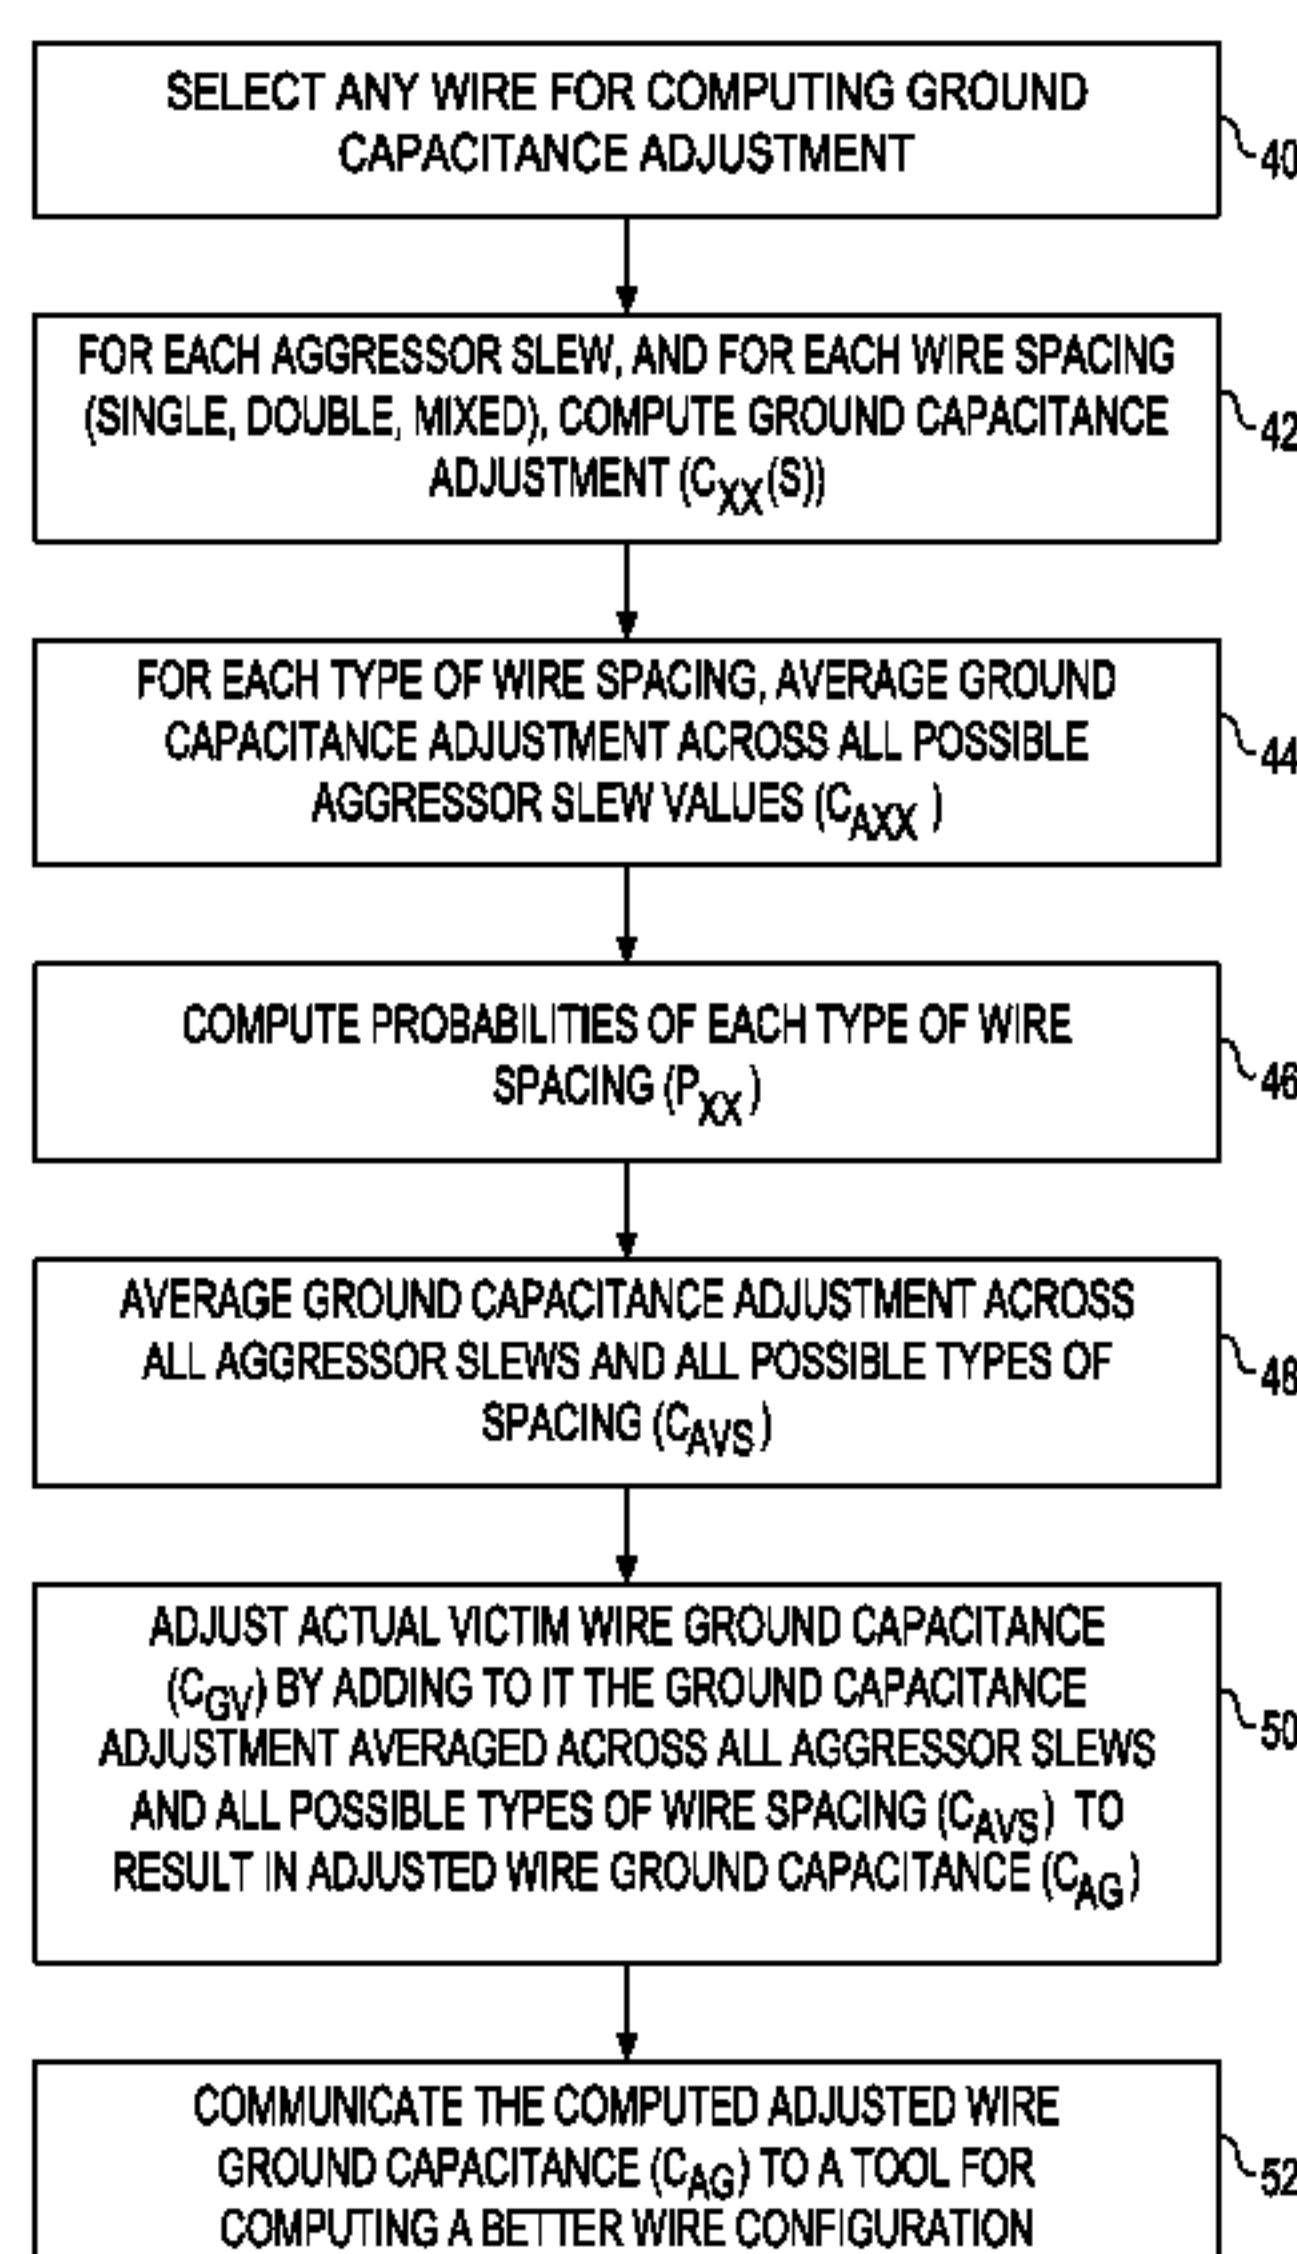 SELECT ANY WIRE FOR COMPUTING GROUND
CAPACITANCE ADJUSTMENT
40
FOR EACH AGGRESSOR SLEW, AND FOR EACH WIRE SPACING
(SINGLE, DOUBLE, MIXED), COMPUTE GROUND CAPACITANCE
ADJUSTMENT (CXX(S))
42
FOR EACH TYPE OF WIRE SPACING, AVERAGE GROUND
CAPACITANCE ADJUSTMENT ACROSS ALL POSSIBLE
AGGRESSOR SLEW VALUES (CAXX )
44
COMPUTE PROBABILITIES OF EACH TYPE OF WIRE
SPACING (PXX )
46
AVERAGE GROUND CAPACITANCE ADJUSTMENT ACROSS
ALL AGGRESSOR SLEWS AND ALL POSSIBLE TYPES OF
SPACING (CAVS )
48
ADJUST ACTUAL VICTIM WIRE GROUND CAPACITANCE
(CGV) BY ADDING TO IT THE GROUND CAPACITANCE
ADJUSTMENT AVERAGED ACROSS ALL AGGRESSOR SLEWS
AND ALL POSSIBLE TYPES OF WIRE SPACING (CAVS) TO
RESULT IN ADJUSTED WIRE GROUND CAPACITANCE (CAG )
50
COMMUNICATE THE COMPUTED ADJUSTED WIRE
GROUND CAPACITANCE (CAG) TO A TOOL FOR
COMPUTING A BETTER WIRE CONFIGURATION
52